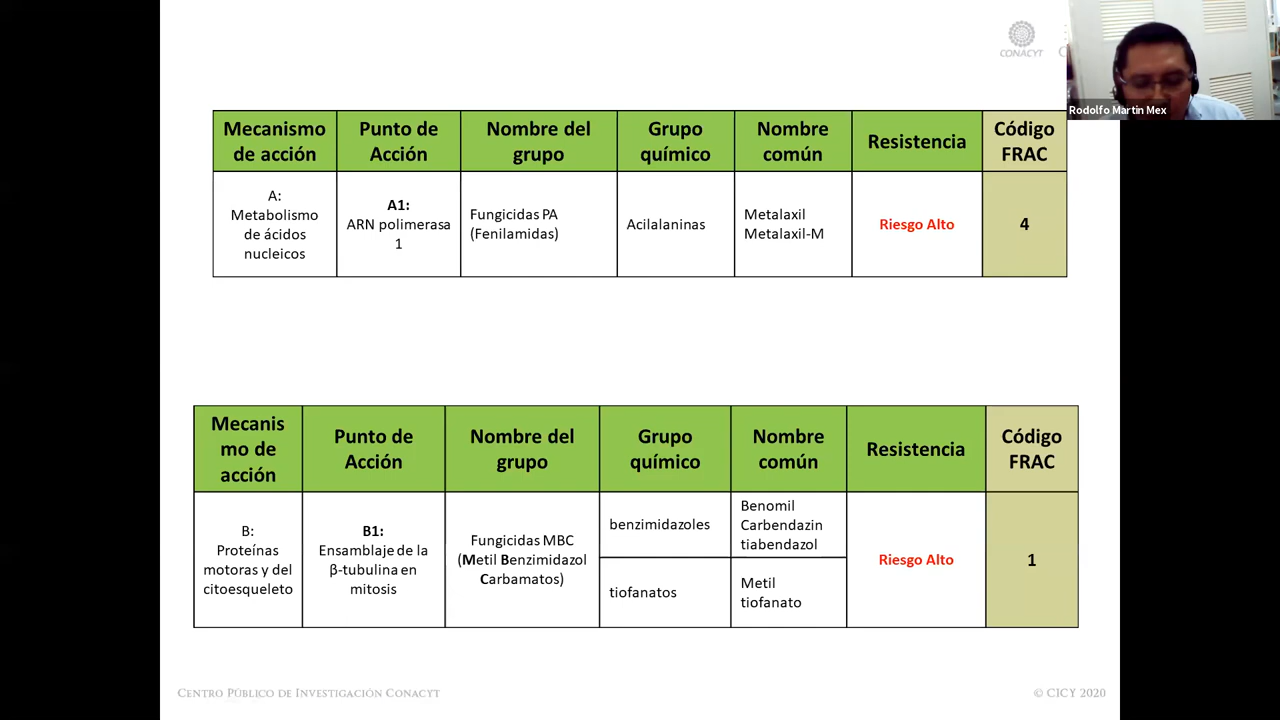 CONACYT
Rodolfo Martin Mex
Mecanismo de acción
Punto de Acción
Nombre del grupo
Grupo químico
Nombre común
Resistencia
Código FRAC
A:
Metabolismo
de ácidos
nucleicos
A1:
ARN polimerasa
1
Fungicidas PA
(Fenilamidas)
Acilalaninas
Metalaxil
Metalaxil-M
Riesgo Alto
4
Mecanis
mo de
acción
Punto de
Acción
Nombre del
grupo
Grupo
químico
Nombre
común
Resistencia
Código
FRAC
B:
Proteínas
motoras y del
citoesqueleto
B1:
Ensamblaje de la
β-tubulina en
mitosis
Fungicidas MBC
(Metil Benzimidazol
Carbamatos)
benzimidazoles
Benomil
Carbendazin
tiabendazol
tiofanatos
Metil
tiofanato
Riesgo Alto
1
CENTRO PÚBLICO DE INVESTIGACIÓN CONACYT
© CICY 2020